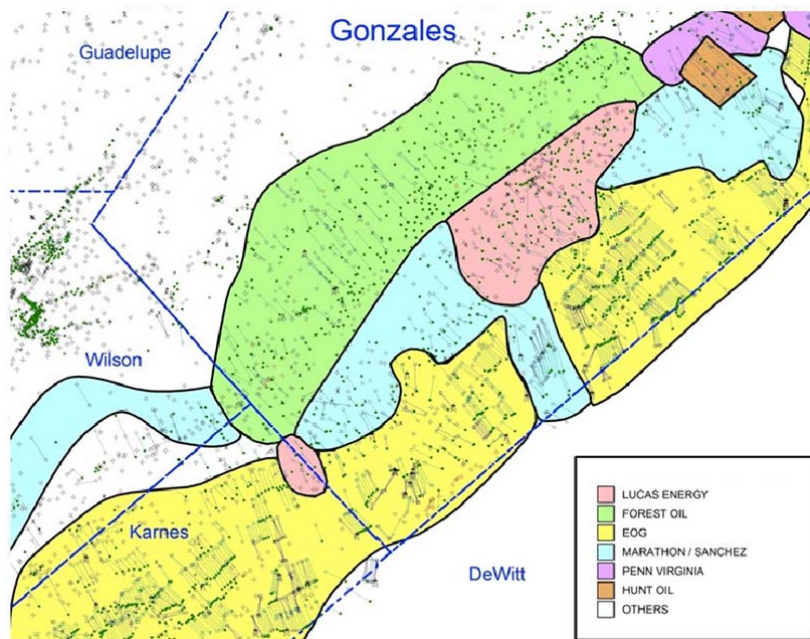 Gonzales
Guadelupe
Wilson
Karnes
DeWitt
LUCAS ENERGY
FOREST OIL
EOG
MARATHON / SANCHEZ
PENN VIRGINIA
HUNT OIL
OTHERS